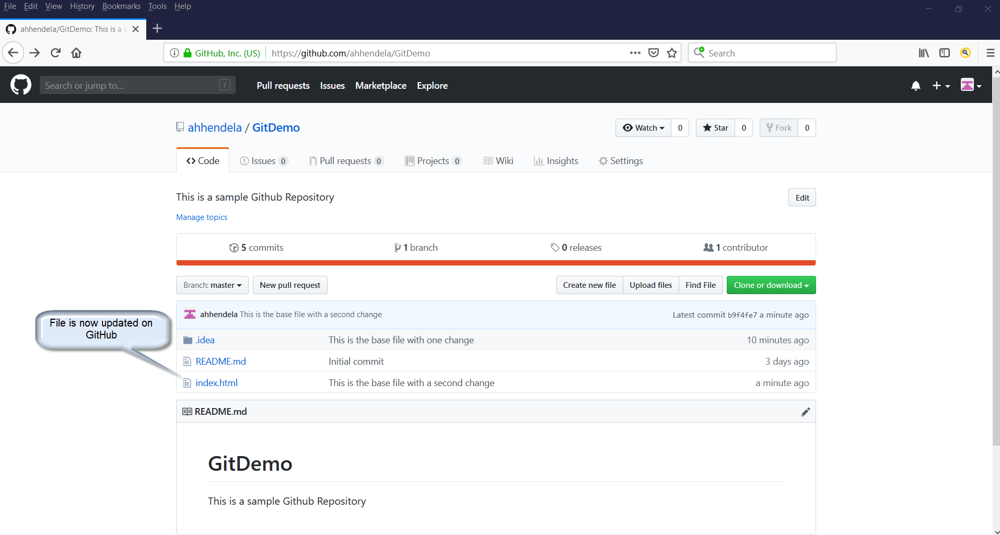 File Edit View History Bookmarks Tools Help
ahhendela/GitDemo: This is a s
GitHub, Inc. (US) https://github.com/ahhendela/GitDemo Search
Search or jump to... / Pull requests Issues Marketplace Explore
ahhendela / GitDemo Watch 0 Star 0 Fork 0
Code Issues 0 Pull requests 0 Projects 0 Wiki Insights Settings
This is a sample Github Repository Edit
Manage topics
5 commits 1 branch 0 releases 1 contributor
Branch: master New pull request Create new file Upload files Find File Clone or download
ahhendela This is the base file with a second change Latest commit b9f4fe7 a minute ago
File is now updated on
GitHub
.idea This is the base file with one change 10 minutes ago
README.md Initial commit 3 days ago
index.html This is the base file with a second change a minute ago
README.md
GitDemo
This is a sample Github Repository